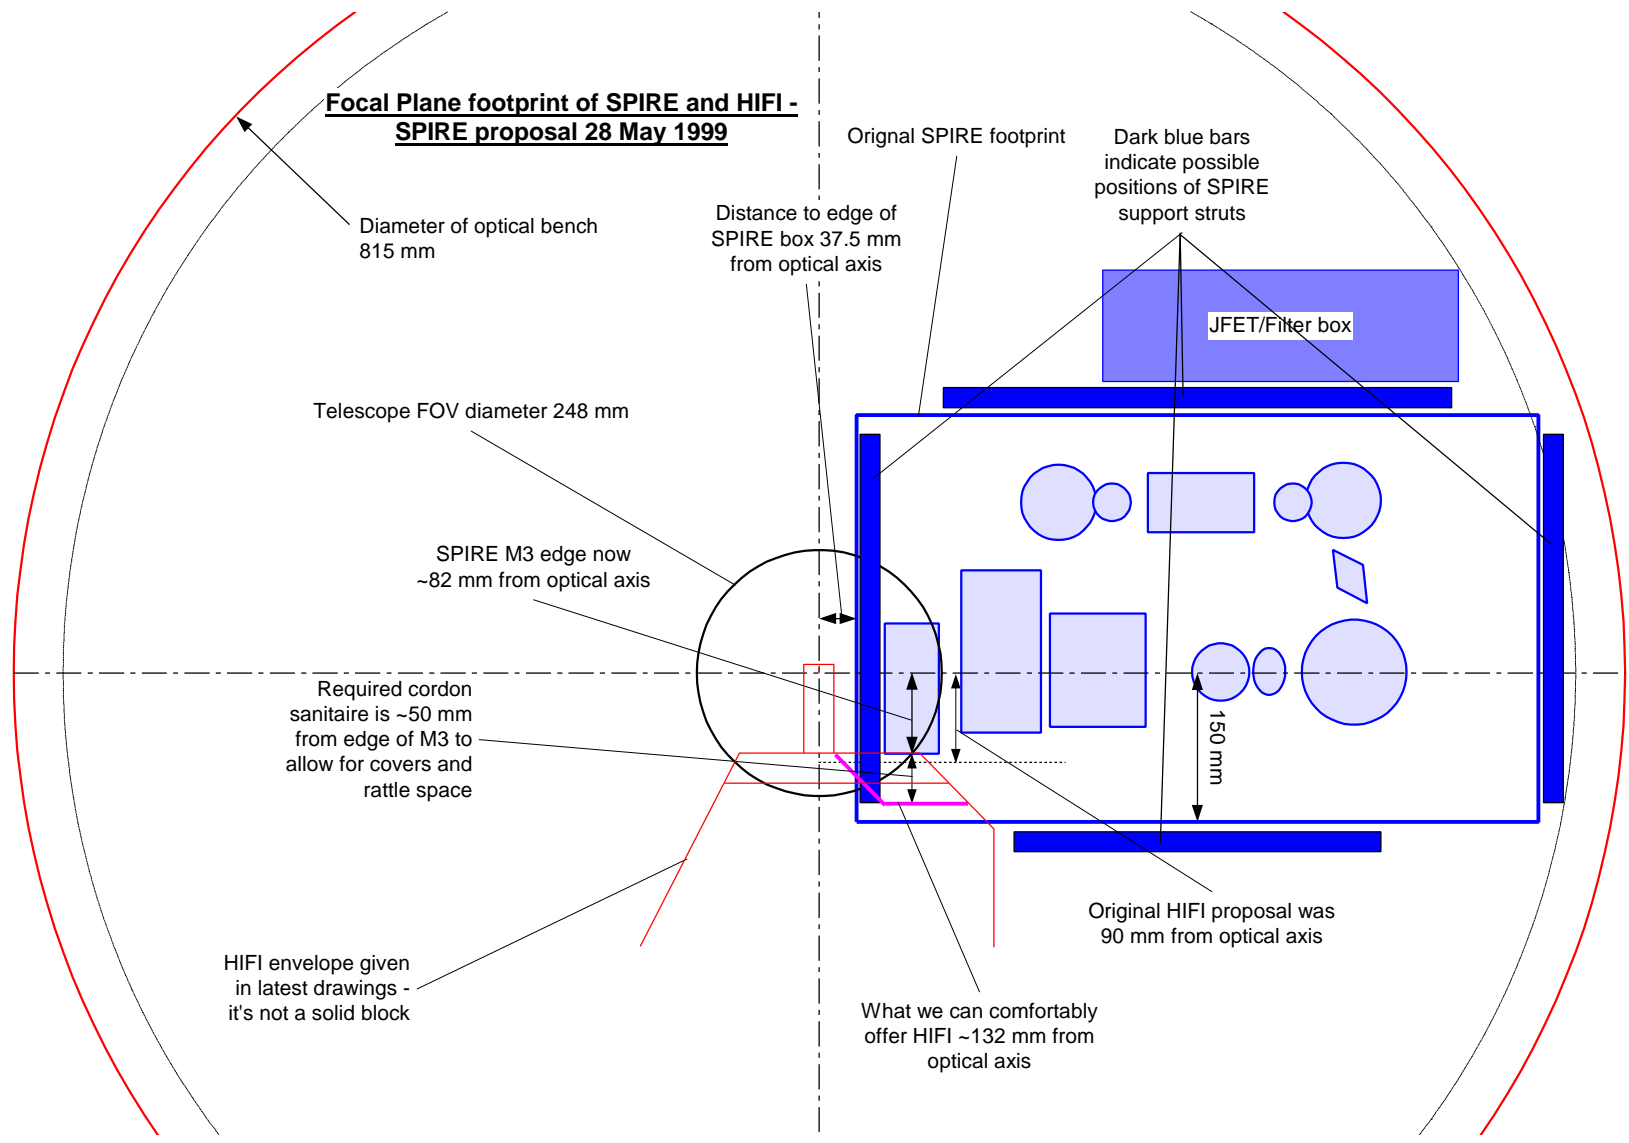 Focal Plane footprint of SPIRE and HIFI -
SPIRE proposal 28 May 1999
Orignal SPIRE footprint
Dark blue bars
indicate possible
positions of SPIRE
support struts
Diameter of optical bench
815 mm
Distance to edge of
SPIRE box 37.5 mm
from optical axis
JFET/Filter box
Telescope FOV diameter 248 mm
SPIRE M3 edge now
~82 mm from optical axis
Required cordon
sanitaire is ~50 mm
from edge of M3 to
allow for covers and
rattle space
150 mm
Original HIFI proposal was
90 mm from optical axis
HIFI envelope given
in latest drawings -
it's not a solid block
What we can comfortably
offer HIFI ~132 mm from
optical axis